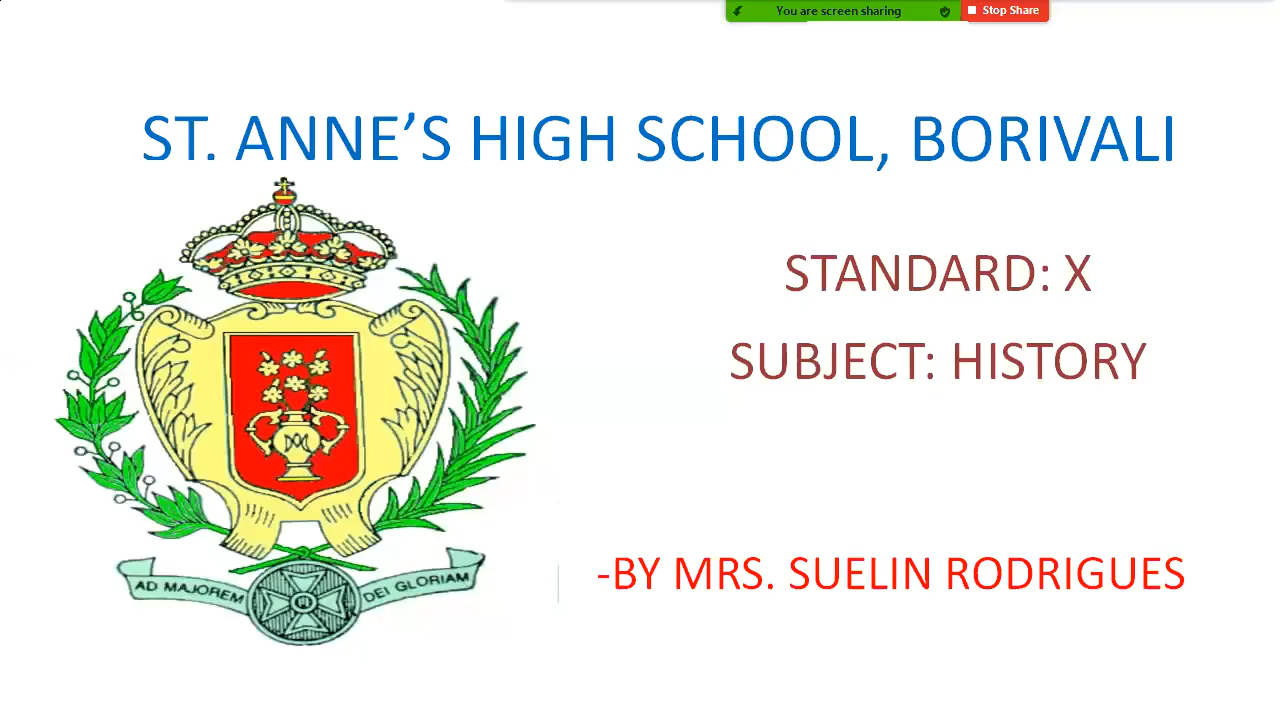 You are screen sharing
Stop Share
ST. ANNE’S HIGH SCHOOL, BORIVALI
STANDARD: X
SUBJECT: HISTORY
AD MAJOREM DEI GLORIAM
-BY MRS. SUELIN RODRIGUES